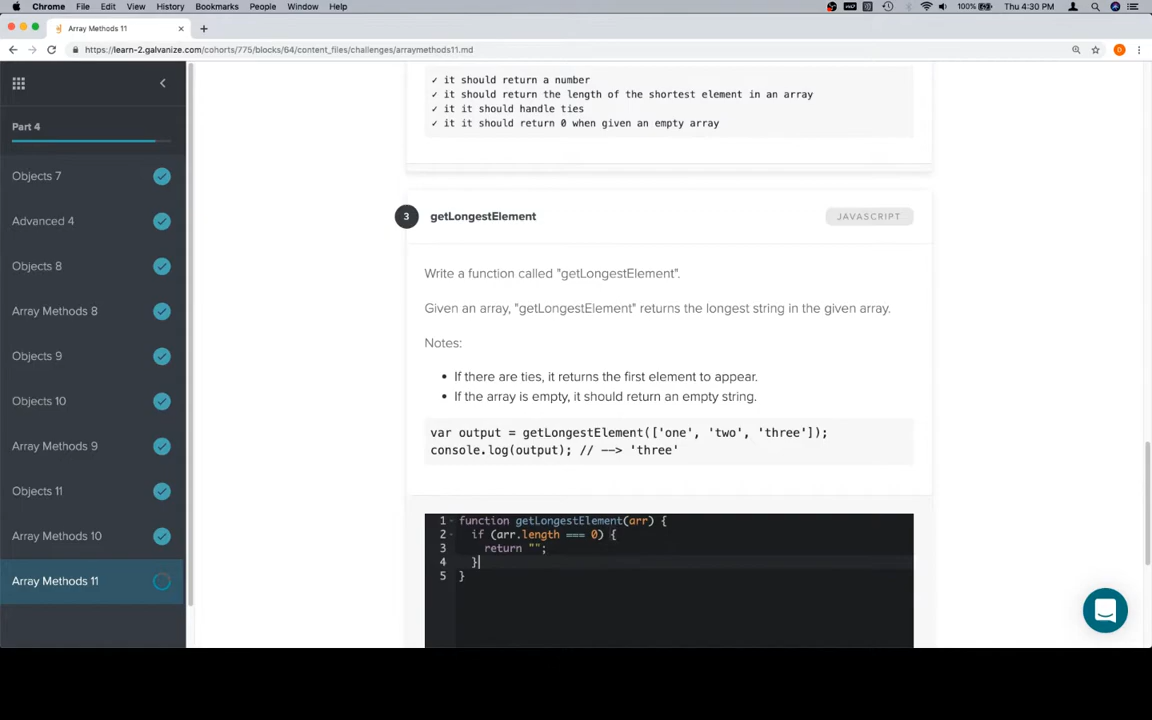 Chrome File Edit View History Bookmarks People Window Help
100% Thu 4:30 PM
Array Methods 11
https://learn-2.galvanize.com/cohorts/775/blocks/64/content_files/challenges/arraymethods11.md
D
Part 4
Objects 7
Advanced 4
Objects 8
Array Methods 8
Objects 9
Objects 10
Array Methods 9
Objects 11
Array Methods 10
Array Methods 11
✓ it should return a number
✓ it should return the length of the shortest element in an array
✓ it it should handle ties
✓ it it should return 0 when given an empty array
3 getLongestElement JAVASCRIPT
Write a function called "getLongestElement".
Given an array, "getLongestElement" returns the longest string in the given array.
Notes:
• If there are ties, it returns the first element to appear.
• If the array is empty, it should return an empty string.
var output = getLongestElement(['one', 'two', 'three']);
console.log(output); // --> 'three'
1 function getLongestElement(arr) {
2 if (arr.length === 0) {
3 return "";
4 }
5 }